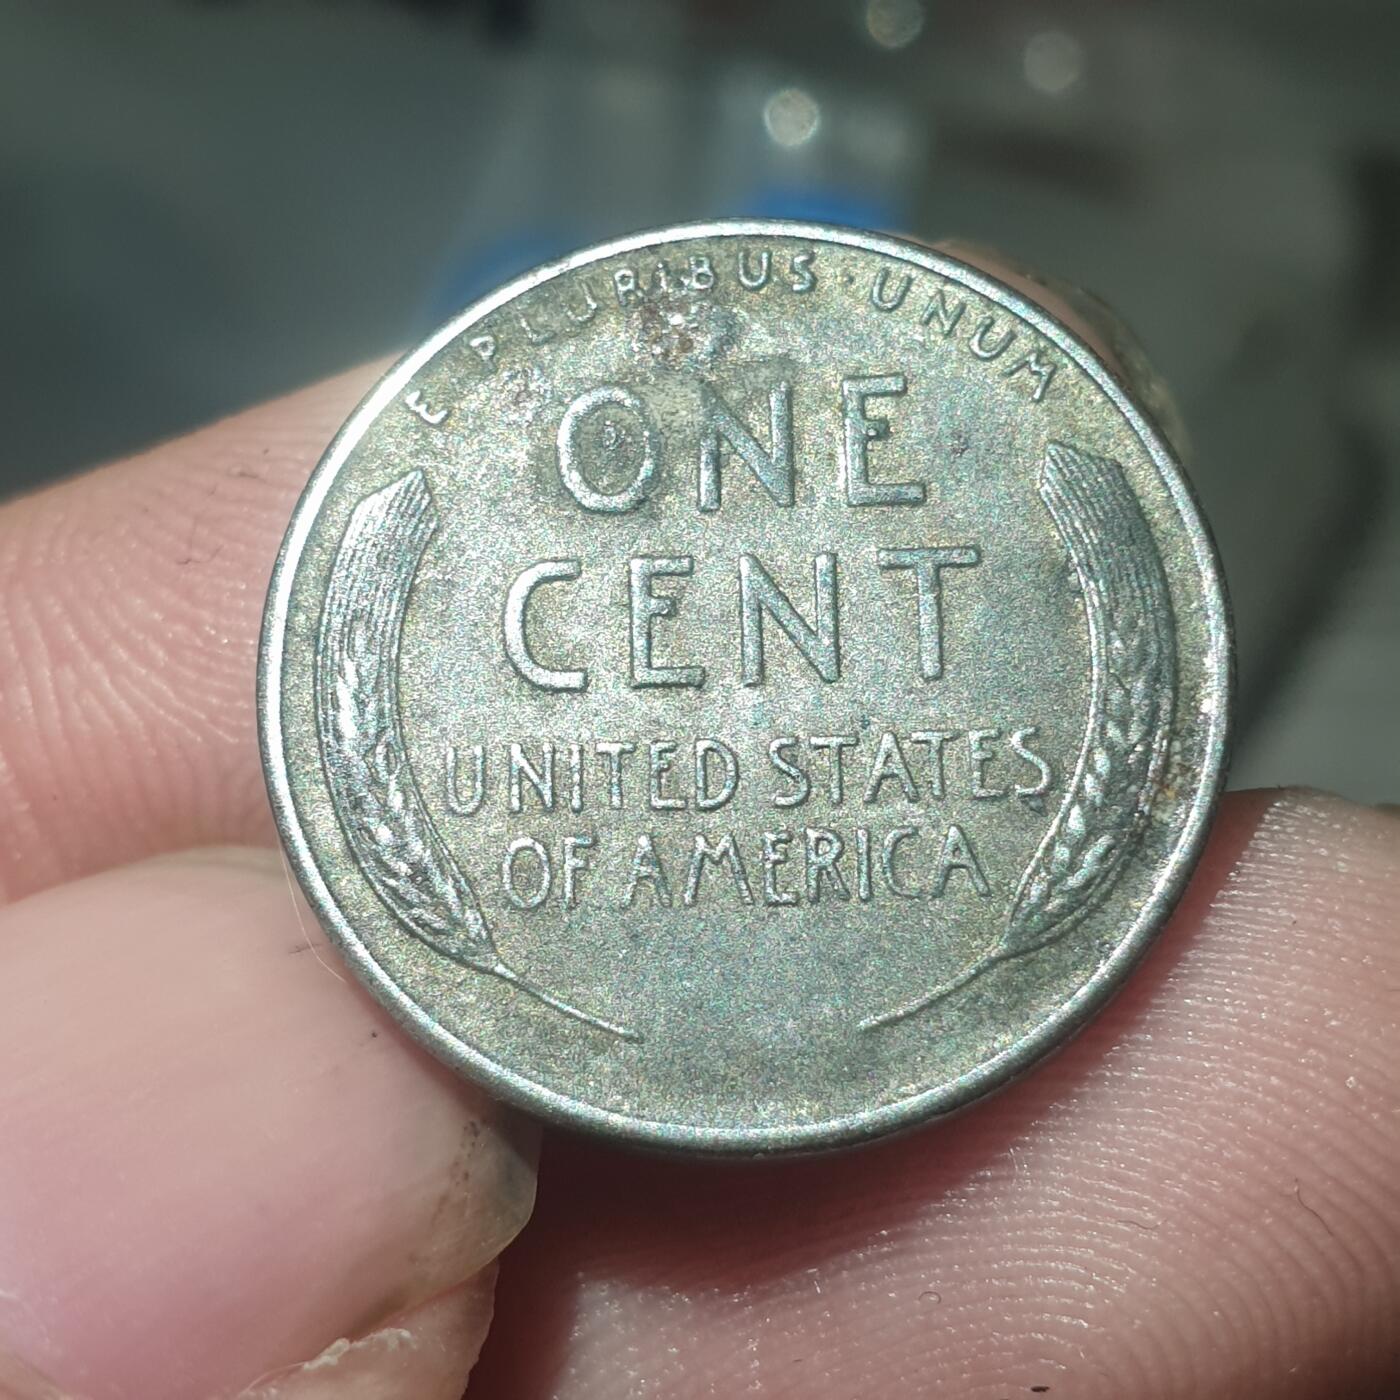 E PLURIBUS · UNUM
ONE
CENT
UNITED STATES
OF AMERICA